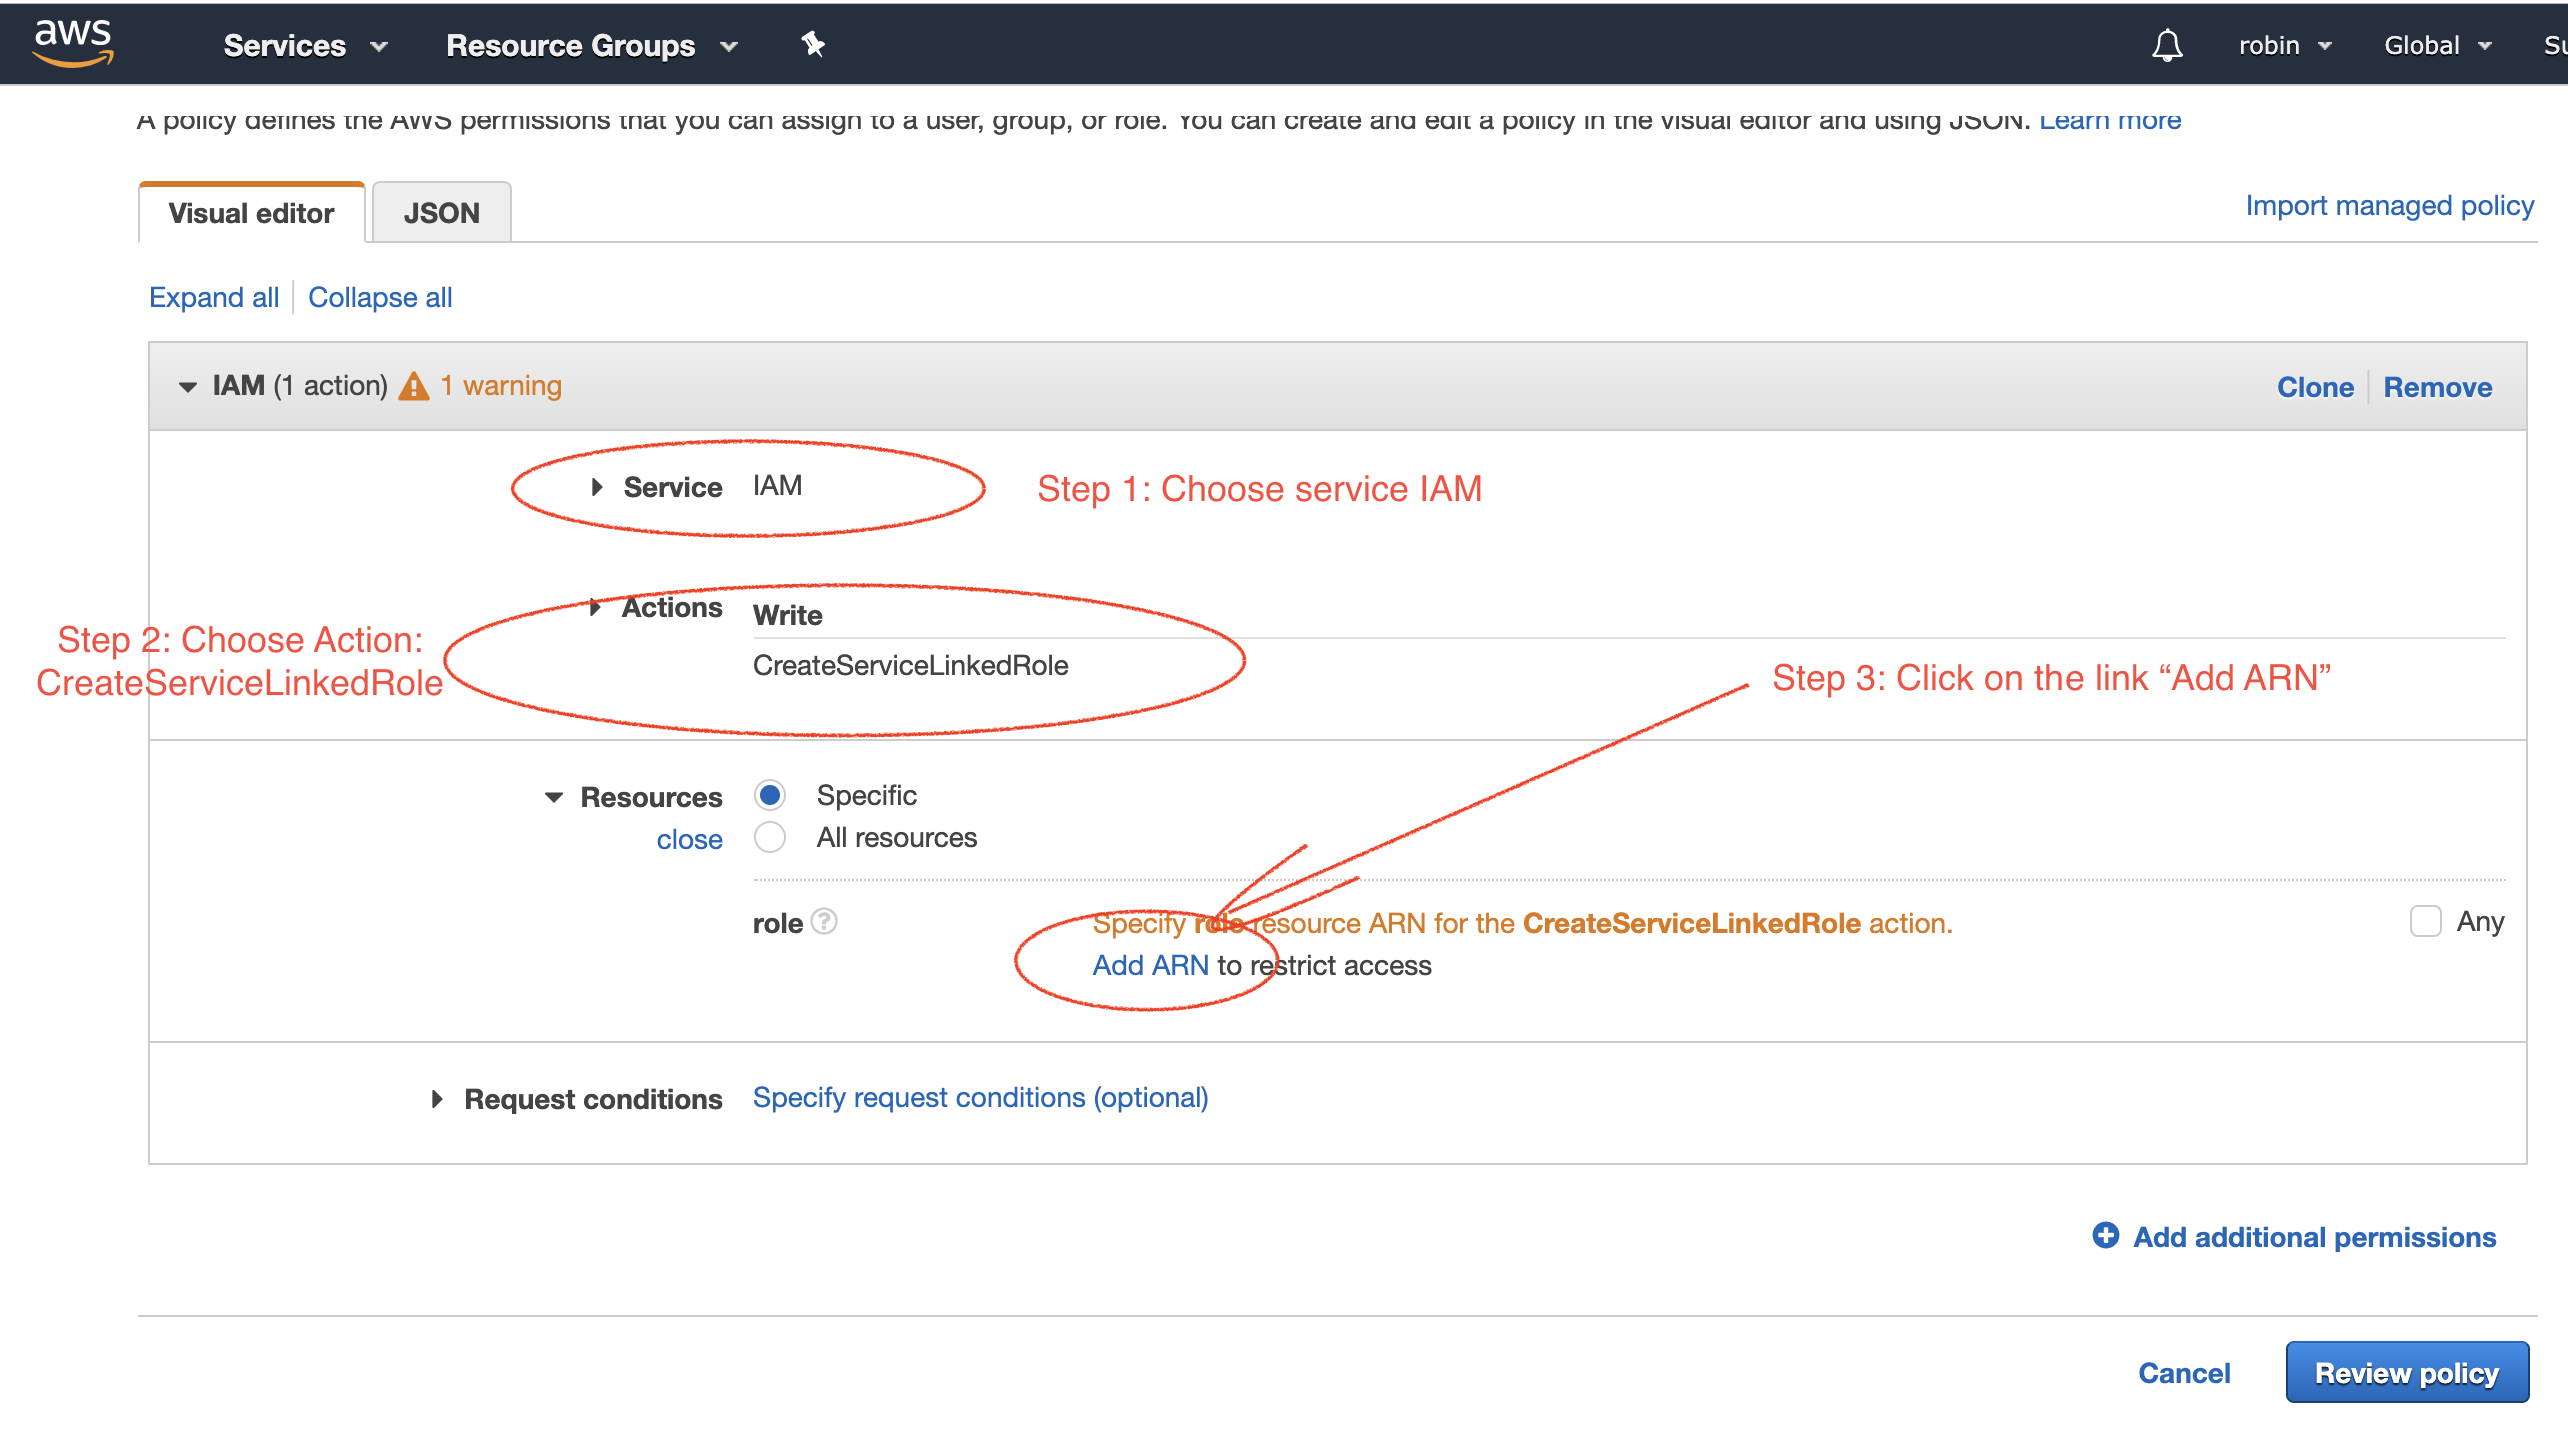 aws
Services
Resource Groups
robin
Global
Su
A policy defines the AWS permissions that you can assign to a user, group, or role. You can create and edit a policy in the visual editor and using JSON. Learn more
Visual editor
JSON
Import managed policy
Expand all
Collapse all
IAM (1 action) 1 warning
Clone
Remove
Service IAM
Step 1: Choose service IAM
Actions Write
Step 2: Choose Action:
CreateServiceLinkedRole
CreateServiceLinkedRole
Step 3: Click on the link “Add ARN”
Resources
Specific
close
All resources
role ?
Specify role resource ARN for the CreateServiceLinkedRole action.
Any
Add ARN to restrict access
Request conditions
Specify request conditions (optional)
Add additional permissions
Cancel
Review policy